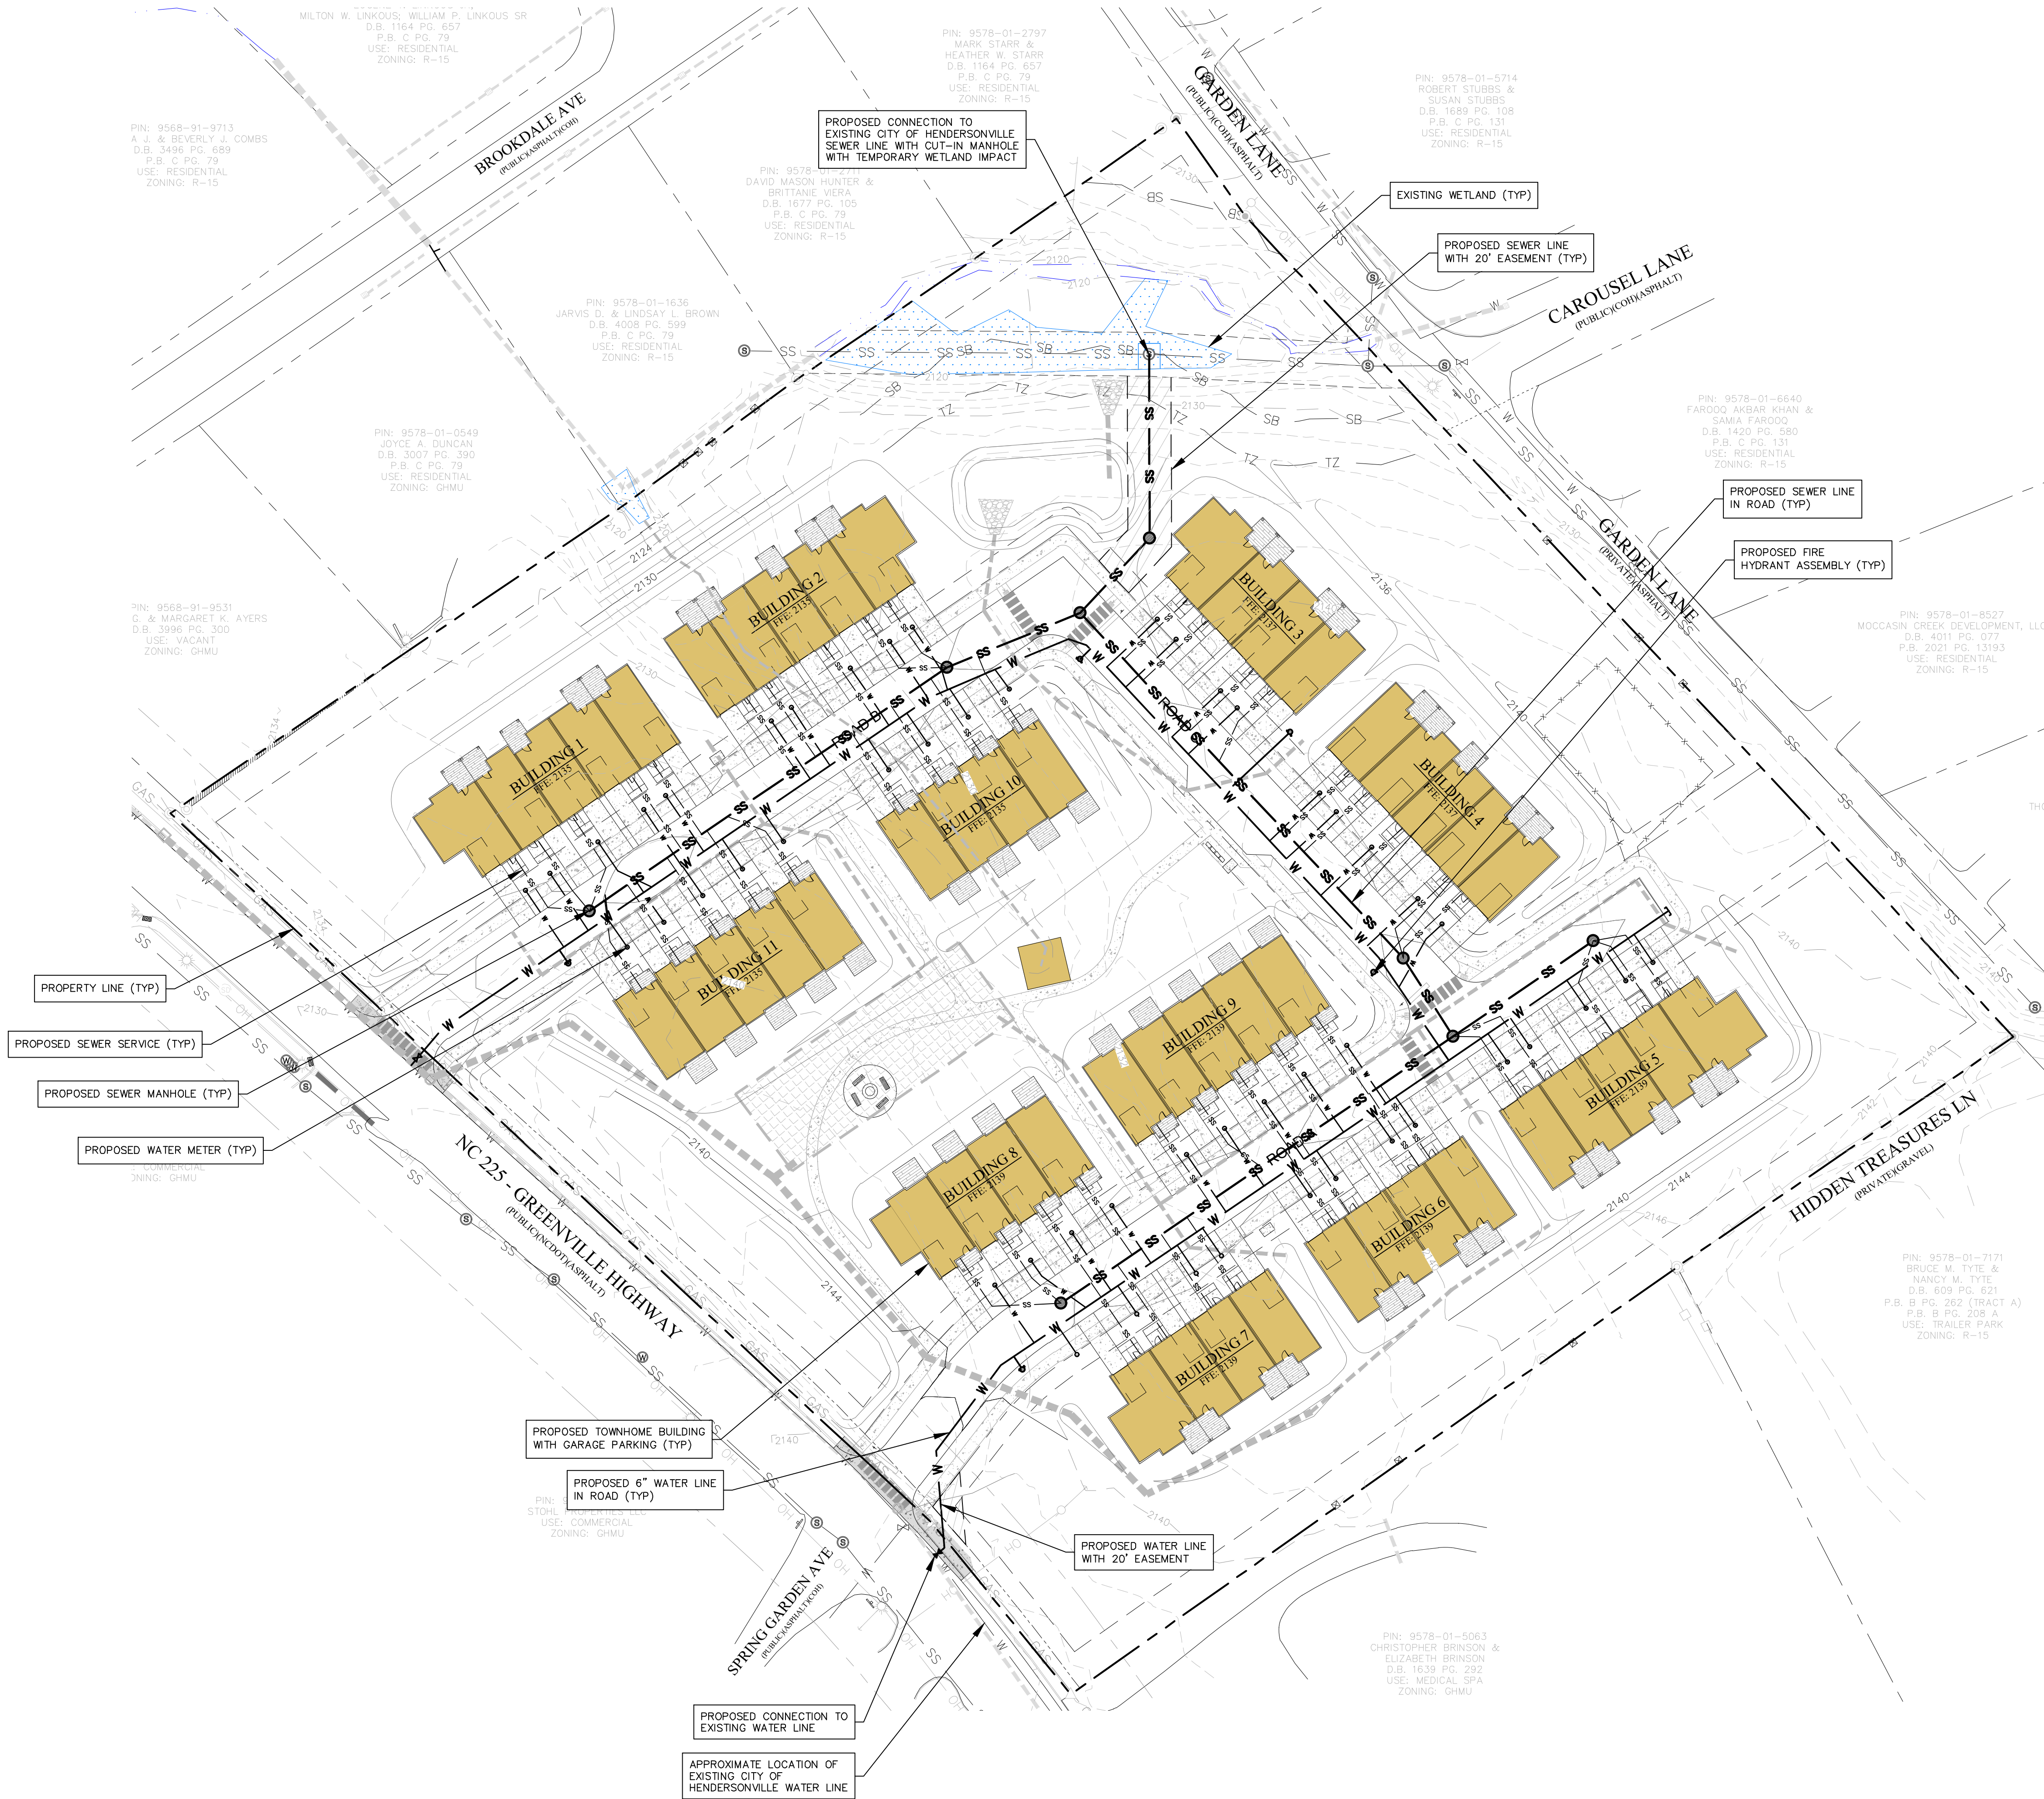 MILTON W. LINKOUS; WILLIAM P. LINKOUS SR
D.B. 1164 PG. 657
P.B. C PG. 79
USE: RESIDENTIAL
ZONING: R-15
PIN: 9578-01-2797
MARK STARR &
HEATHER W. STARR
D.B. 1164 PG. 657
P.B. C PG. 79
USE: RESIDENTIAL
ZONING: R-15
PIN: 9578-01-5714
ROBERT STUBBS &
SUSAN STUBBS
D.B. 1689 PG. 108
P.B. C PG. 131
USE: RESIDENTIAL
ZONING: R-15
GARDEN LANE
(PUBLIC)(COH)(ASPHALT)
BROOKDALE AVE
(PUBLIC)(ASPHALT)(COH)
PIN: 9568-91-9713
A J. & BEVERLY J. COMBS
D.B. 3496 PG. 689
P.B. C PG. 79
USE: RESIDENTIAL
ZONING: R-15
PROPOSED CONNECTION TO
EXISTING CITY OF HENDERSONVILLE
SEWER LINE WITH CUT-IN MANHOLE
WITH TEMPORARY WETLAND IMPACT
PIN: 9578-01-2711
DAVID MASON HUNTER &
BRITTANIE VIERA
D.B. 1677 PG. 105
P.B. C PG. 79
USE: RESIDENTIAL
ZONING: R-15
EXISTING WETLAND (TYP)
PROPOSED SEWER LINE
WITH 20' EASEMENT (TYP)
CAROUSEL LANE
(PUBLIC)(COH)(ASPHALT)
PIN: 9578-01-1636
JARVIS D. & LINDSAY L. BROWN
D.B. 4008 PG. 599
P.B. C PG. 79
USE: RESIDENTIAL
ZONING: R-15
PIN: 9578-01-0549
JOYCE A. DUNCAN
D.B. 3007 PG. 390
P.B. C PG. 79
USE: RESIDENTIAL
ZONING: GHMU
PIN: 9578-01-6640
FAROOQ AKBAR KHAN &
SAMIA FAROOQ
D.B. 1420 PG. 580
P.B. C PG. 131
USE: RESIDENTIAL
ZONING: R-15
PROPOSED SEWER LINE
IN ROAD (TYP)
PROPOSED FIRE
HYDRANT ASSEMBLY (TYP)
GARDEN LANE
(PRIVATE)(ASPHALT)
PIN: 9568-91-9531
G. & MARGARET K. AYERS
D.B. 3996 PG. 300
USE: VACANT
ZONING: GHMU
PIN: 9578-01-8527
MOCCASIN CREEK DEVELOPMENT, LLC
D.B. 4011 PG. 077
P.B. 2021 PG. 13193
USE: RESIDENTIAL
ZONING: R-15
BUILDING 2
FFE: 2135
BUILDING 3
FFE: 2137
BUILDING 1
FFE: 2135
BUILDING 10
FFE: 2135
BUILDING 4
FFE: 2137
BUILDING 11
FFE: 2135
BUILDING 9
FFE: 2139
BUILDING 5
FFE: 2139
BUILDING 8
FFE: 2139
BUILDING 6
FFE: 2139
BUILDING 7
FFE: 2139
PROPERTY LINE (TYP)
PROPOSED SEWER SERVICE (TYP)
PROPOSED SEWER MANHOLE (TYP)
PROPOSED WATER METER (TYP)
COMMERCIAL
ONING: GHMU
NC 225 - GREENVILLE HIGHWAY
(PUBLIC)(NCDOT)(ASPHALT)
HIDDEN TREASURES LN
(PRIVATE)(GRAVEL)
PIN: 9578-01-7171
BRUCE M. TYTE &
NANCY M. TYTE
D.B. 609 PG. 621
P.B. B PG. 262 (TRACT A)
P.B. B PG. 208 A
USE: TRAILER PARK
ZONING: R-15
PROPOSED TOWNHOME BUILDING
WITH GARAGE PARKING (TYP)
PROPOSED 6" WATER LINE
IN ROAD (TYP)
PIN:
STOHL PROPERTIES LLC
USE: COMMERCIAL
ZONING: GHMU
PROPOSED WATER LINE
WITH 20' EASEMENT
SPRING GARDEN AVE
(PUBLIC)(ASPHALT)(COH)
PIN: 9578-01-5063
CHRISTOPHER BRINSON &
ELIZABETH BRINSON
D.B. 1639 PG. 292
USE: MEDICAL SPA
ZONING: GHMU
PROPOSED CONNECTION TO
EXISTING WATER LINE
APPROXIMATE LOCATION OF
EXISTING CITY OF
HENDERSONVILLE WATER LINE